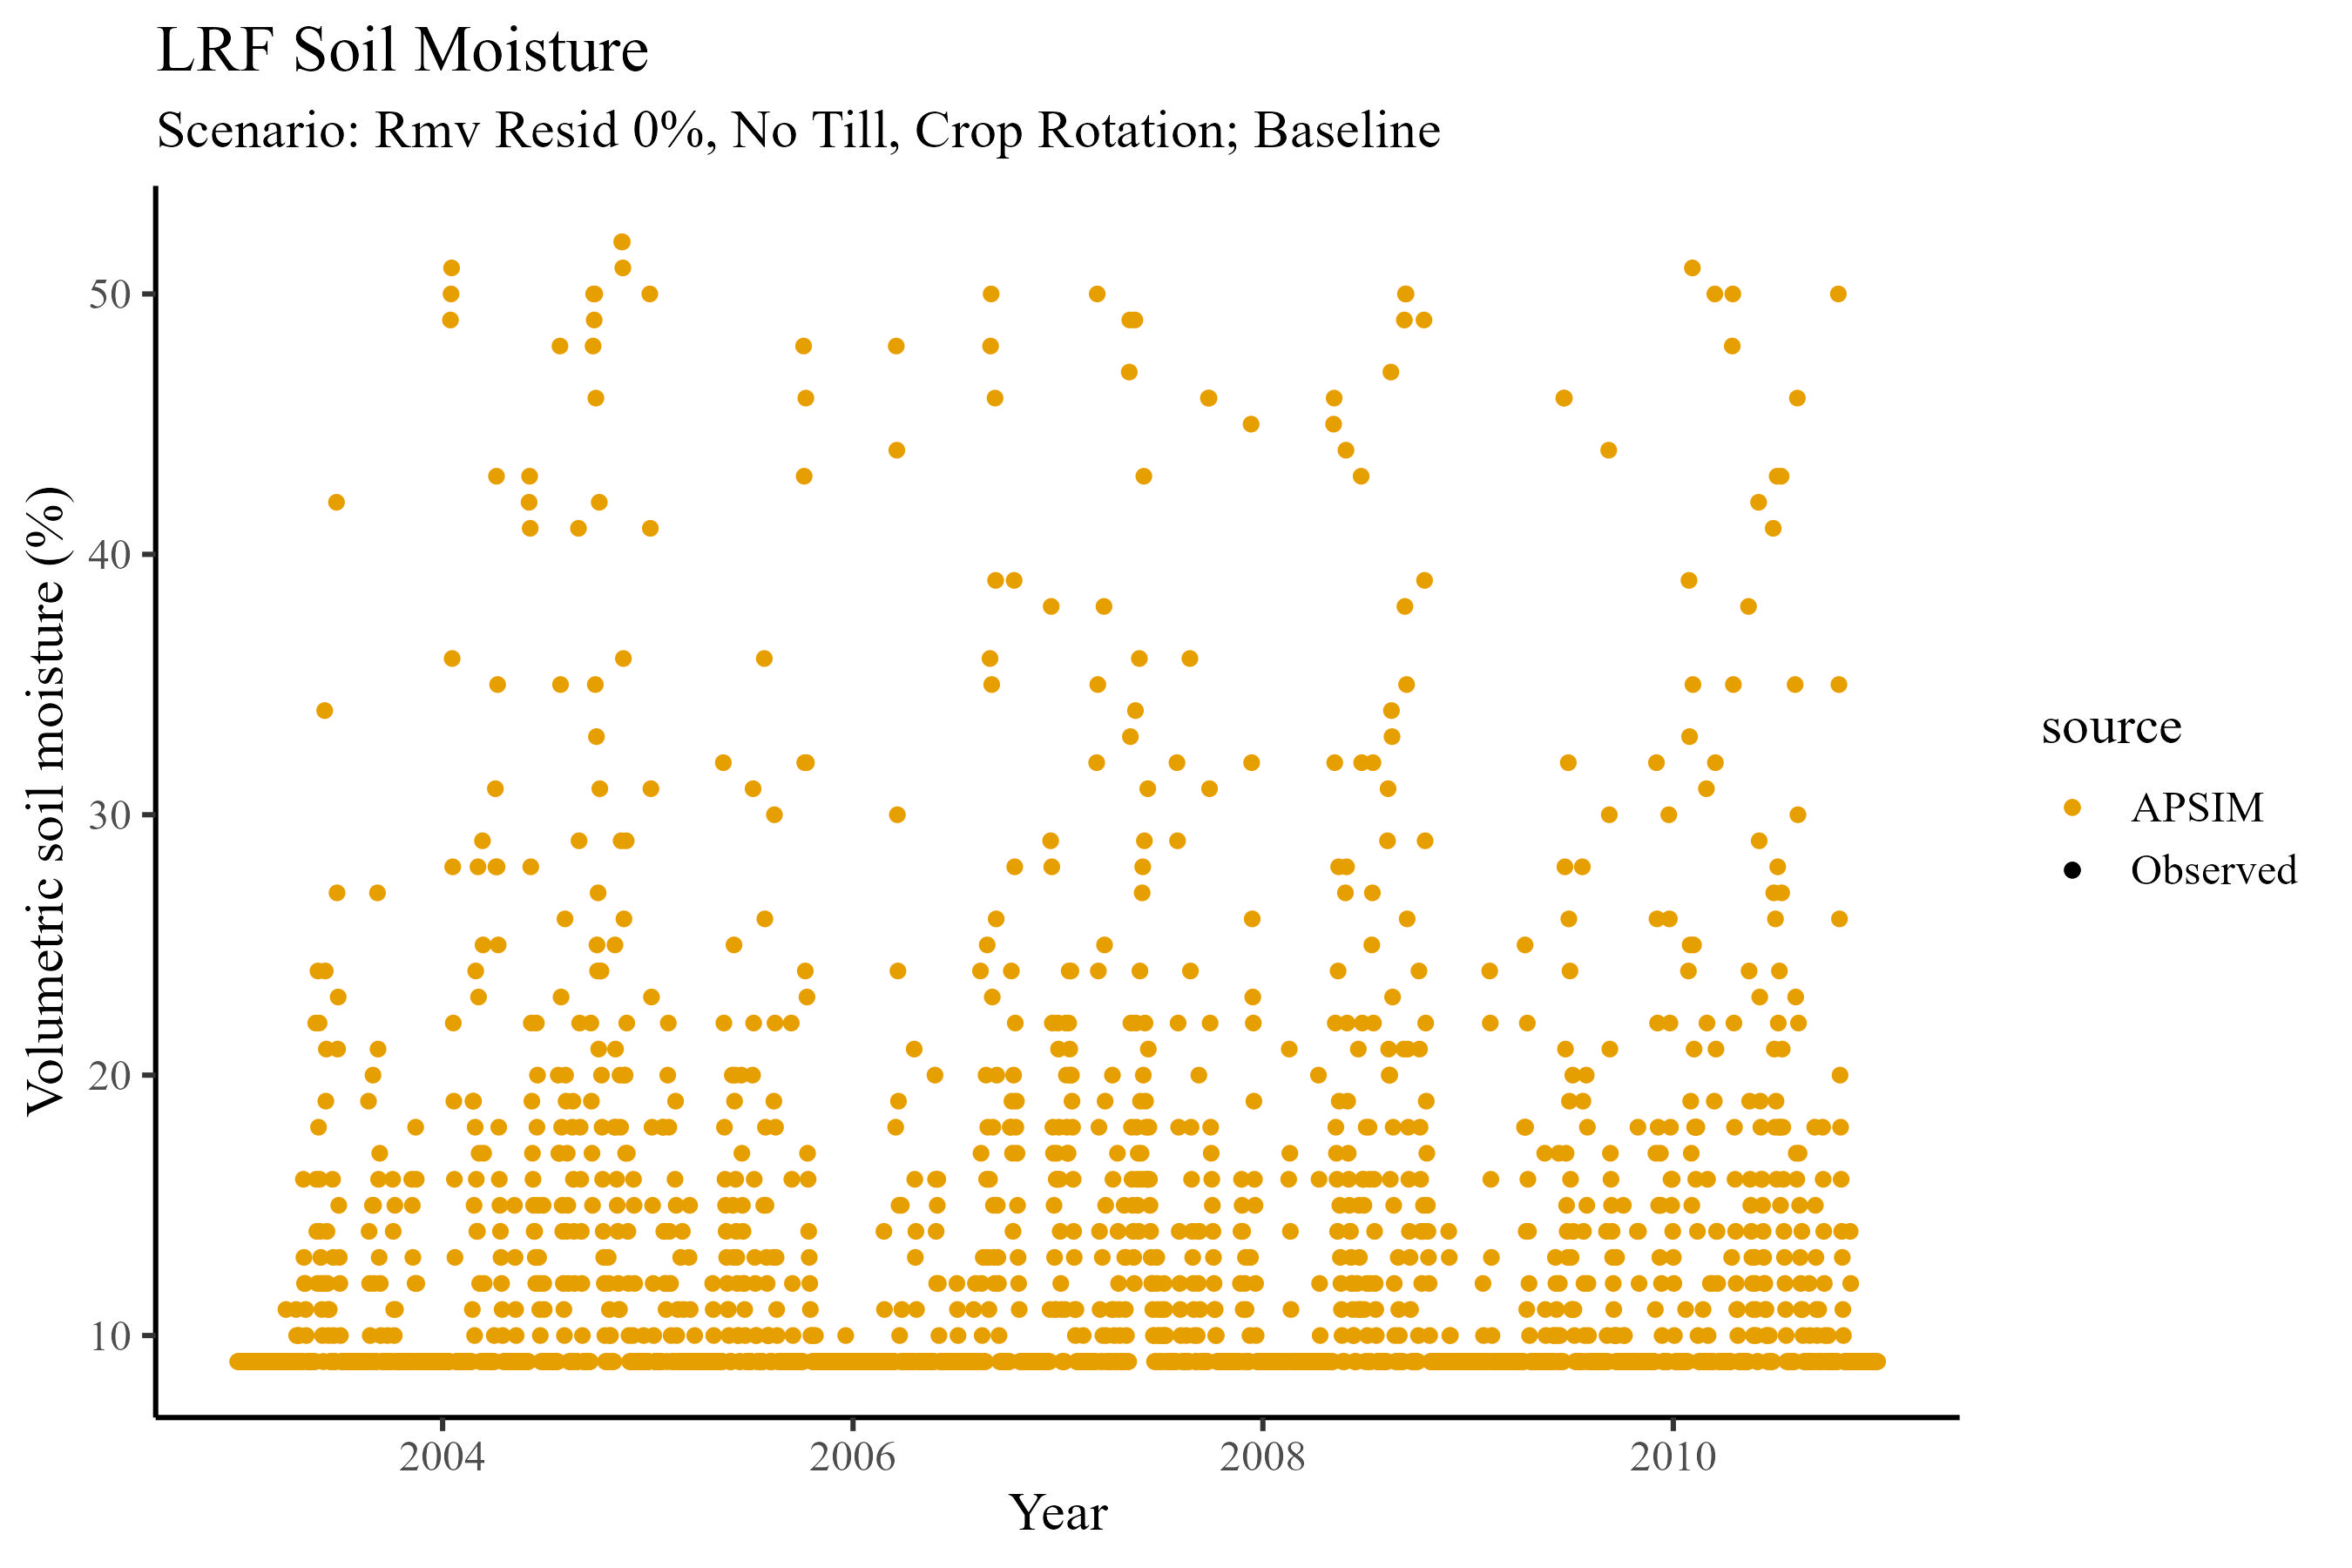 LRF Soil Moisture
Scenario: Rmv Resid 0%, No Till, Crop Rotation; Baseline
Volumetric soil moisture (%)
50
40
30
20
10
2004 2006 2008 2010
Year
source
APSIM
Observed